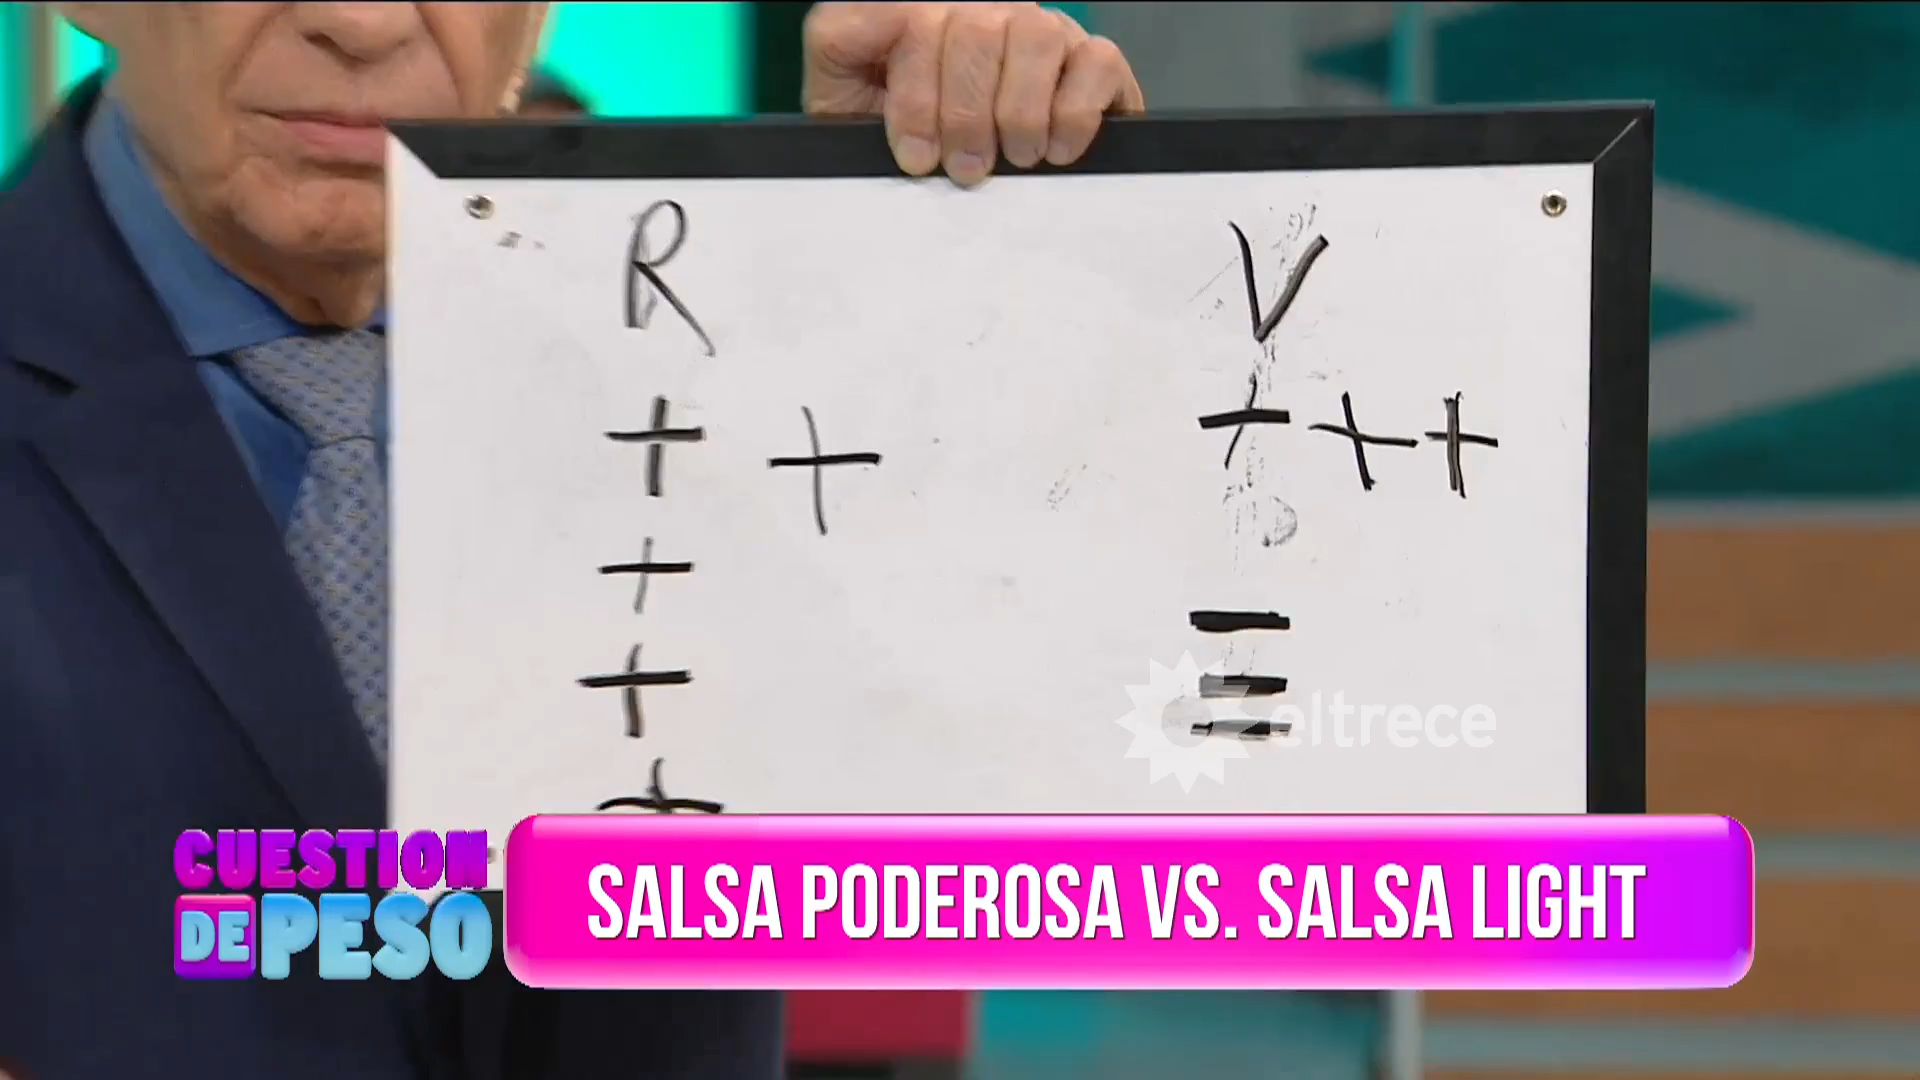 R V
+ + + + +
+
+ -
+ -
-
+
eltrece
CUESTION
DE PESO
SALSA PODEROSA VS. SALSA LIGHT